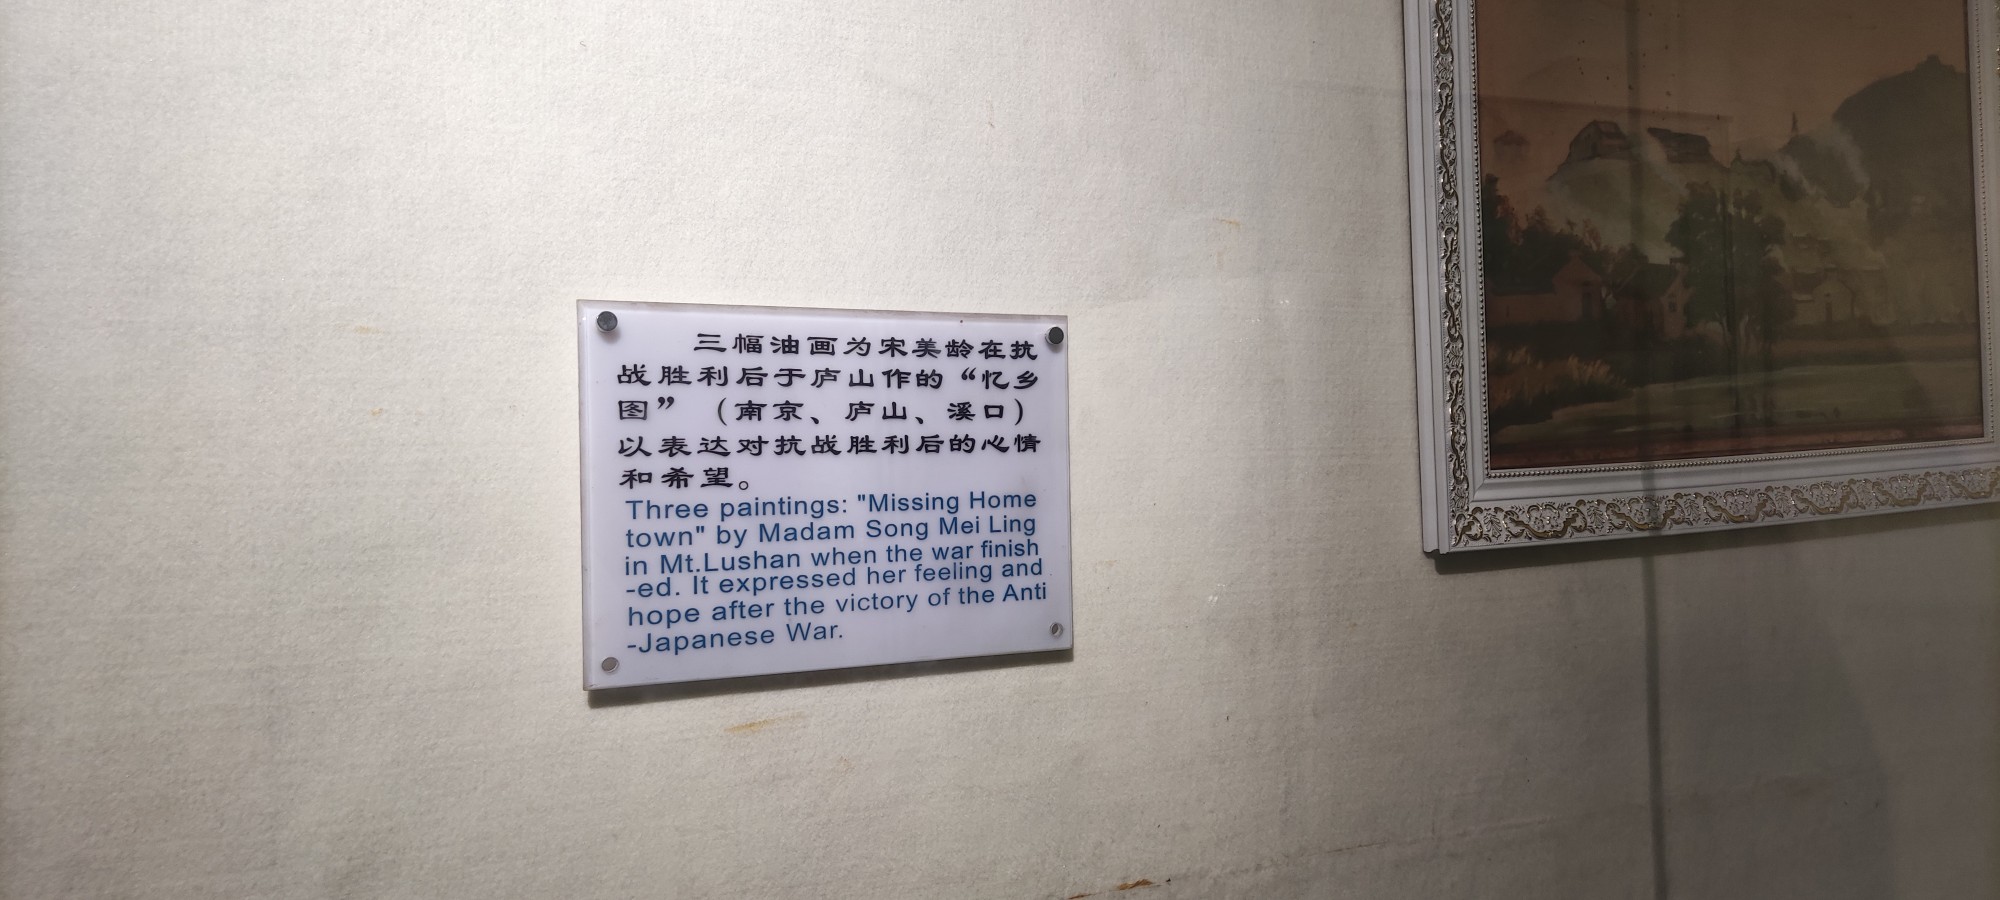 三幅油画为宋美龄在抗
战胜利后于庐山作的“忆乡
图”（南京、庐山、溪口）
以表达对抗战胜利后的心情
和希望。
Three paintings: "Missing Home
town" by Madam Song Mei Ling
in Mt.Lushan when the war finish
-ed. It expressed her feeling and
hope after the victory of the Anti
-Japanese War.